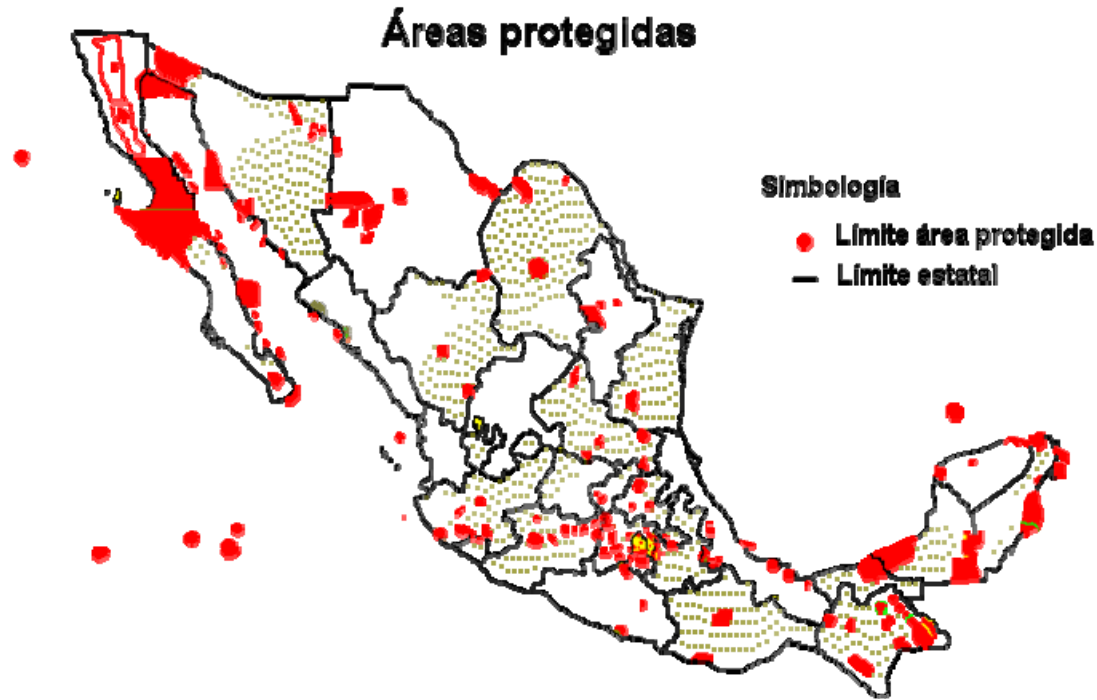 Áreas protegidas
Simbología
Límite área protegida
Límite estatal